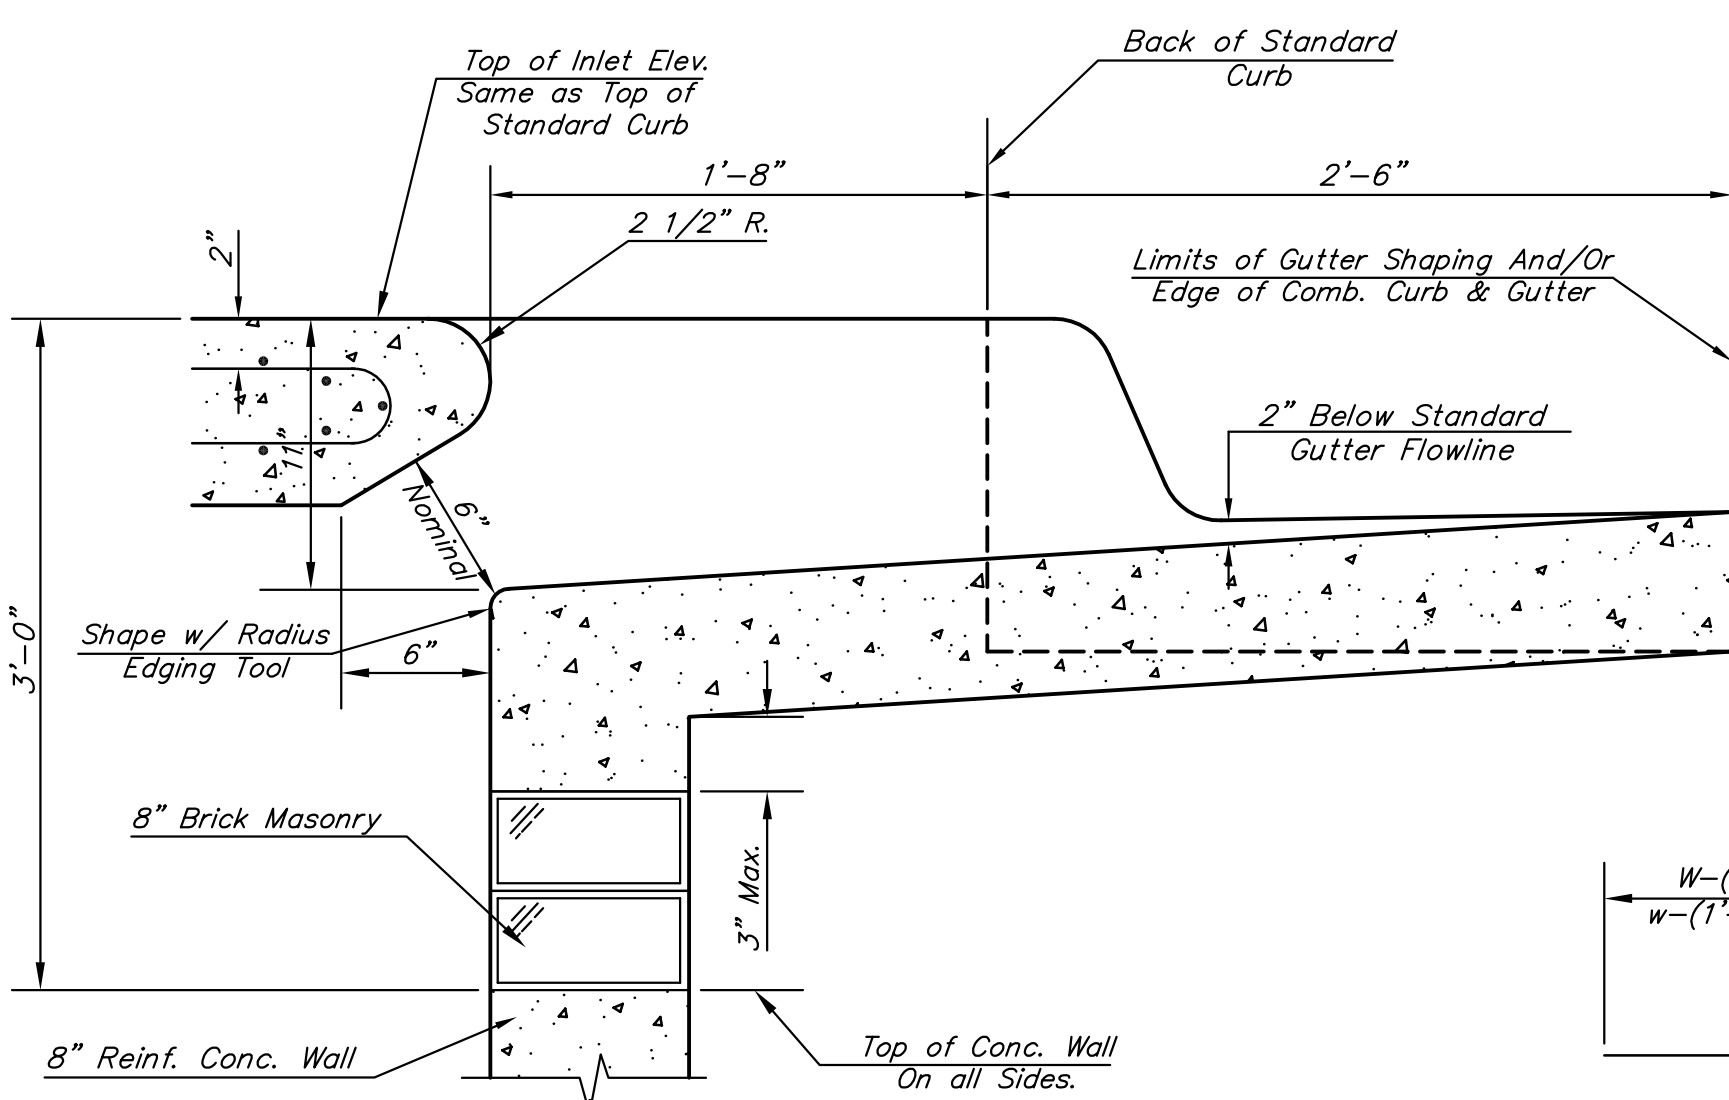 Back of Standard
Curb
Top of Inlet Elev.
Same as Top of
Standard Curb
1'-8"
2'-6"
2 1/2" R.
2"
Limits of Gutter Shaping And/Or
Edge of Comb. Curb & Gutter
2" Below Standard
Gutter Flowline
11"
6"
Nominal
3'-0"
Shape w/ Radius
Edging Tool
6"
8" Brick Masonry
3" Max.
W-(
w-(1'-
8" Reinf. Conc. Wall
Top of Conc. Wall
On all Sides.